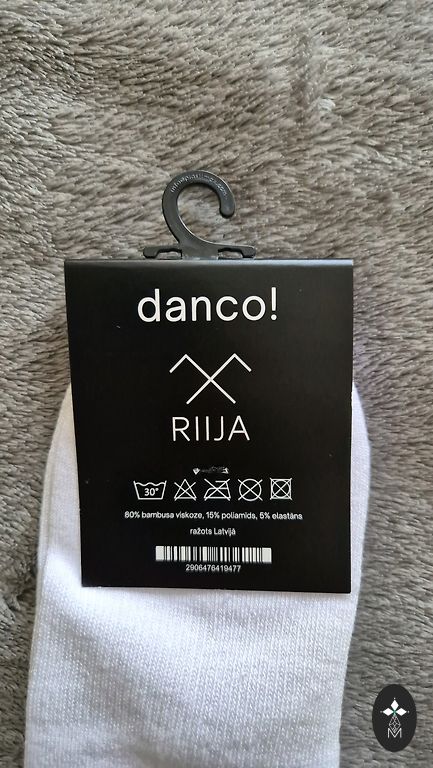 danco!
RIIJA
30°
80% bambusa viskoze, 15% poliamīds, 5% elastāns
ražots Latvijā
2906476419477
M